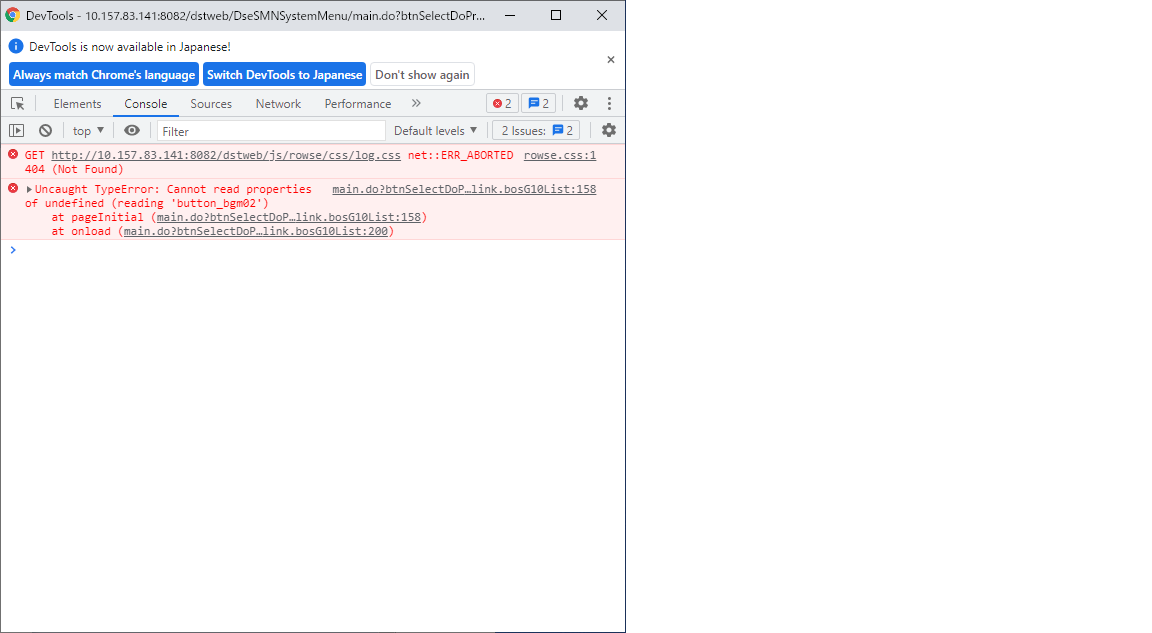 DevTools - 10.157.83.141:8082/dstweb/DseSMNSystemMenu/main.do?btnSelectDoPr...
DevTools is now available in Japanese!
Always match Chrome's language Switch DevTools to Japanese Don't show again
Elements Console Sources Network Performance 2 2
top Filter Default levels 2 Issues: 2
GET http://10.157.83.141:8082/dstweb/js/rowse/css/log.css net::ERR_ABORTED rowse.css:1
404 (Not Found)
Uncaught TypeError: Cannot read properties main.do?btnSelectDoP…link.bosG10List:158
of undefined (reading 'button_bgm02')
at pageInitial (main.do?btnSelectDoP…link.bosG10List:158)
at onload (main.do?btnSelectDoP…link.bosG10List:200)